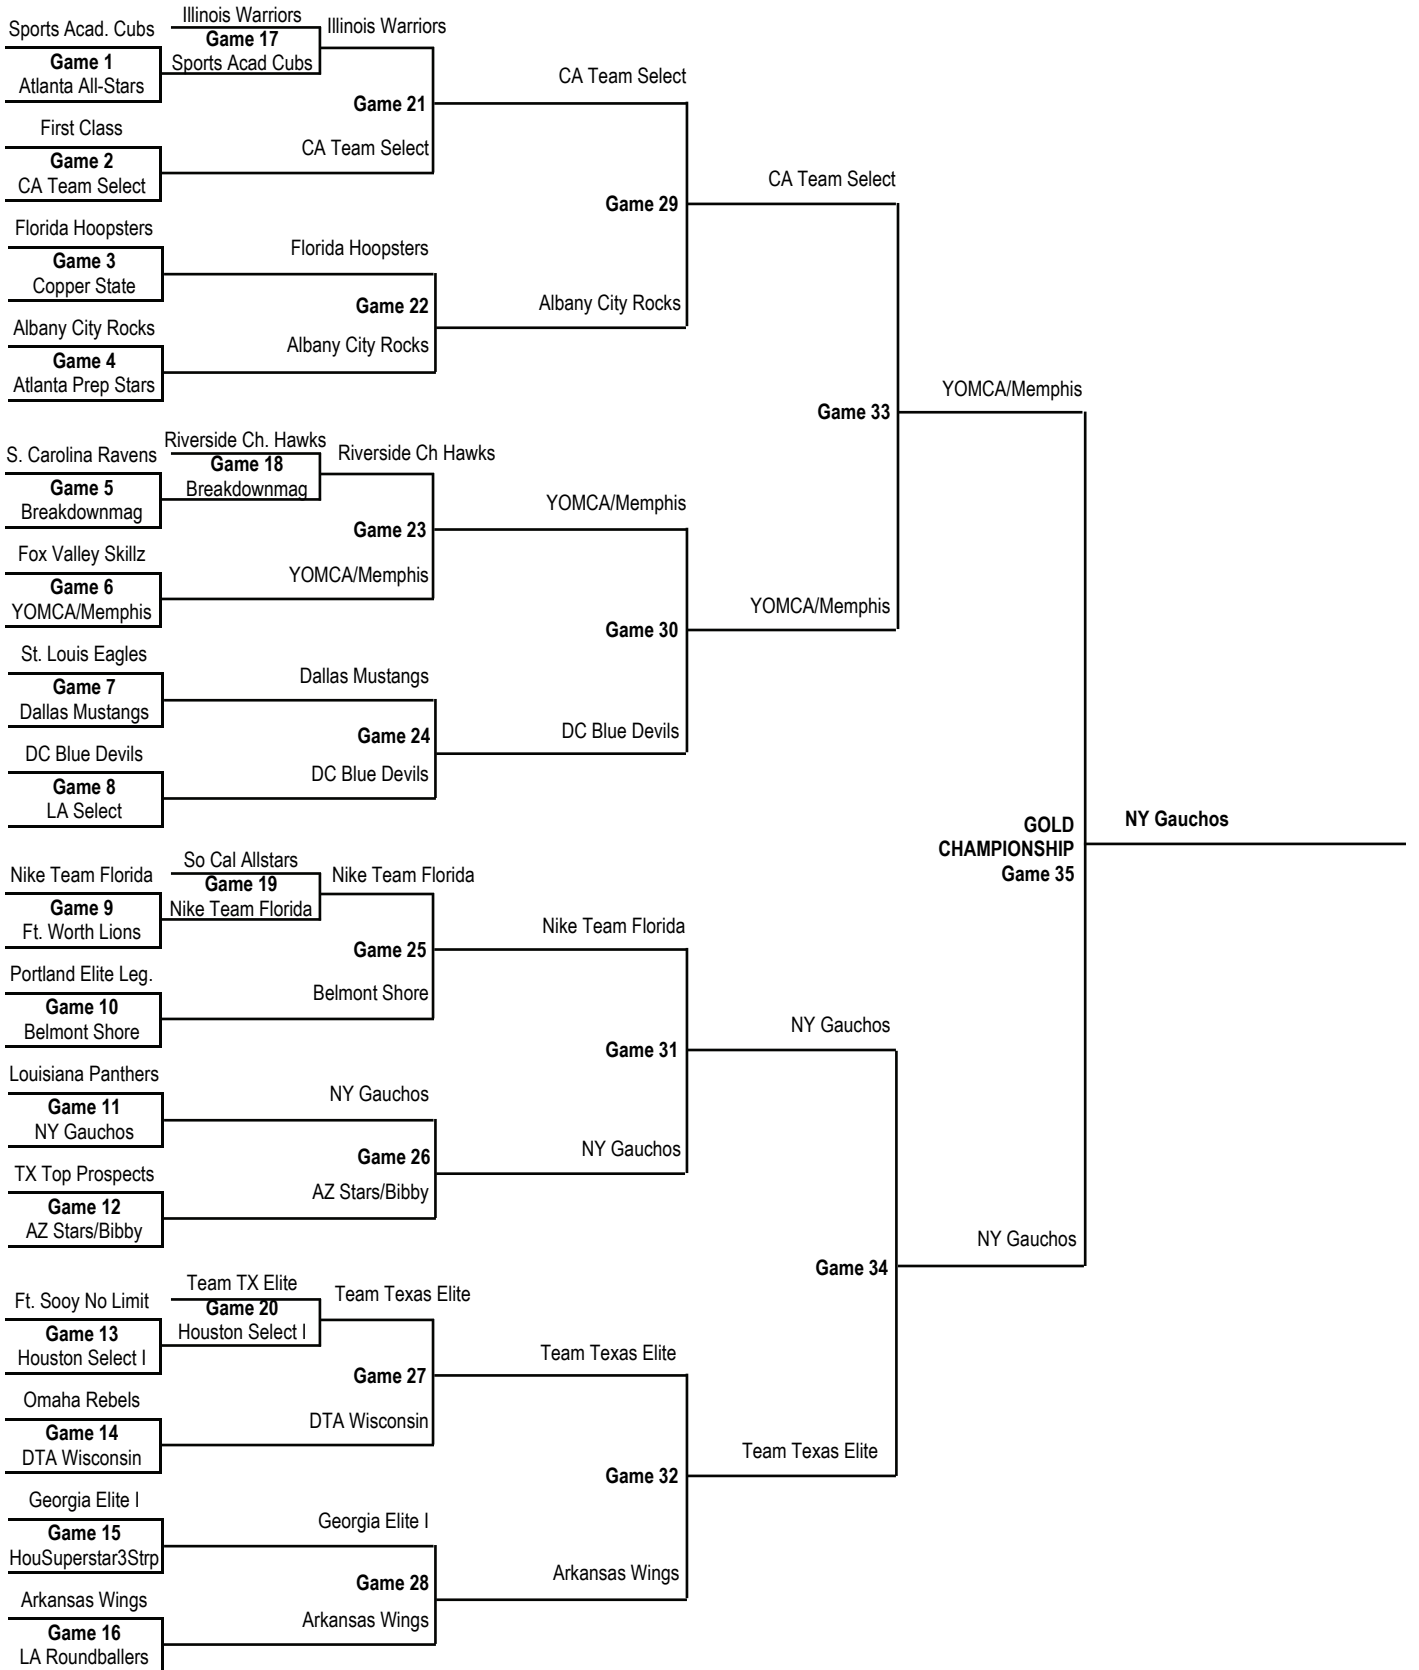 Sports Acad. Cubs
Game 1
Atlanta All-Stars
First Class
Game 2
CA Team Select
Florida Hoopsters
Game 3
Copper State
Albany City Rocks
Game 4
Atlanta Prep Stars
S. Carolina Ravens
Game 5
Breakdownmag
Fox Valley Skillz
Game 6
YOMCA/Memphis
St. Louis Eagles
Game 7
Dallas Mustangs
DC Blue Devils
Game 8
LA Select
Nike Team Florida
Game 9
Ft. Worth Lions
Portland Elite Leg.
Game 10
Belmont Shore
Louisiana Panthers
Game 11
NY Gauchos
TX Top Prospects
Game 12
AZ Stars/Bibby
Ft. Sooy No Limit
Game 13
Houston Select I
Omaha Rebels
Game 14
DTA Wisconsin
Georgia Elite I
Game 15
HouSuperstar3Strp
Arkansas Wings
Game 16
LA Roundballers
Illinois Warriors
Game 17
Sports Acad Cubs
Riverside Ch. Hawks
Game 18
Breakdownmag
So Cal Allstars
Game 19
Nike Team Florida
Team TX Elite
Game 20
Houston Select I
Illinois Warriors
Game 21
CA Team Select
Florida Hoopsters
Game 22
Albany City Rocks
Riverside Ch Hawks
Game 23
YOMCA/Memphis
Dallas Mustangs
Game 24
DC Blue Devils
Nike Team Florida
Game 25
Belmont Shore
NY Gauchos
Game 26
AZ Stars/Bibby
Team Texas Elite
Game 27
DTA Wisconsin
Georgia Elite I
Game 28
Arkansas Wings
CA Team Select
Game 29
Albany City Rocks
YOMCA/Memphis
Game 30
DC Blue Devils
Nike Team Florida
Game 31
NY Gauchos
Team Texas Elite
Game 32
Arkansas Wings
CA Team Select
Game 33
YOMCA/Memphis
NY Gauchos
Game 34
Team Texas Elite
YOMCA/Memphis
GOLD
CHAMPIONSHIP
Game 35
NY Gauchos
NY Gauchos